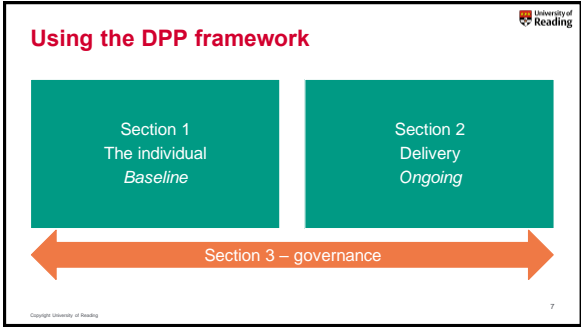 University of
Reading
Using the DPP framework
Section 1
The individual
Baseline
Section 2
Delivery
Ongoing
Section 3 – governance
7
Copyright University of Reading